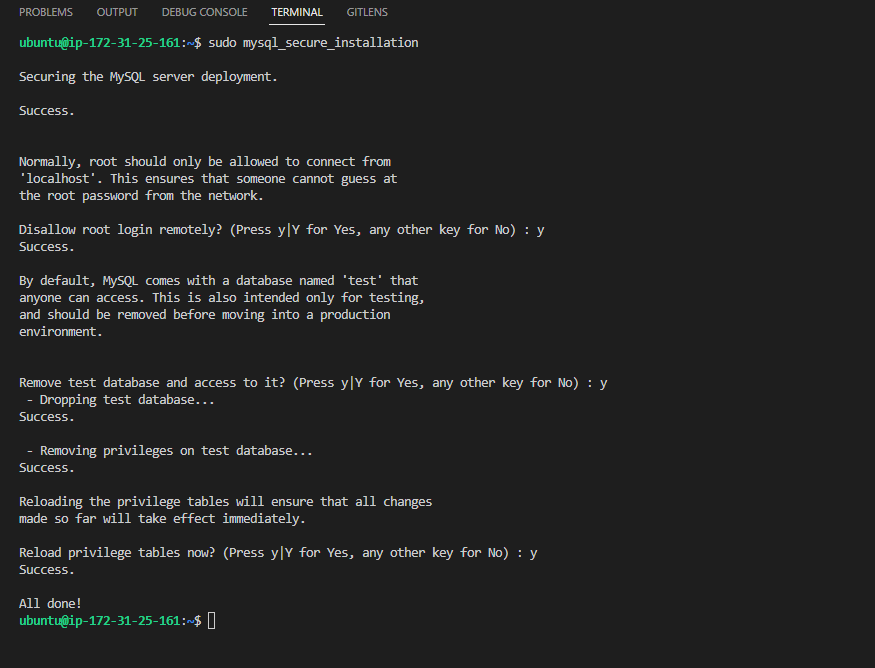 PROBLEMS OUTPUT DEBUG CONSOLE TERMINAL GITLENS
ubuntu@ip-172-31-25-161:~$ sudo mysql_secure_installation
Securing the MySQL server deployment.
Success.
Normally, root should only be allowed to connect from
'localhost'. This ensures that someone cannot guess at
the root password from the network.
Disallow root login remotely? (Press y|Y for Yes, any other key for No) : y
Success.
By default, MySQL comes with a database named 'test' that
anyone can access. This is also intended only for testing,
and should be removed before moving into a production
environment.
Remove test database and access to it? (Press y|Y for Yes, any other key for No) : y
- Dropping test database...
Success.
- Removing privileges on test database...
Success.
Reloading the privilege tables will ensure that all changes
made so far will take effect immediately.
Reload privilege tables now? (Press y|Y for Yes, any other key for No) : y
Success.
All done!
ubuntu@ip-172-31-25-161:~$